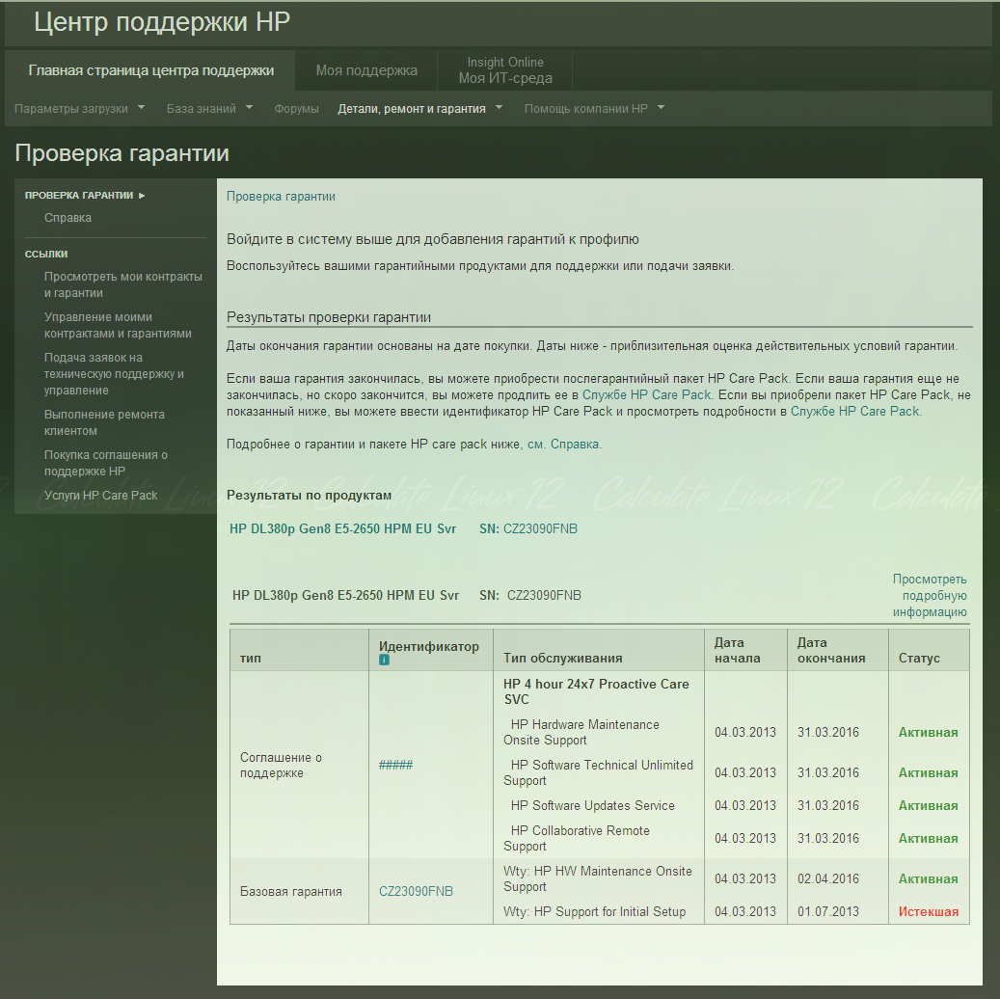 Центр поддержки HP
Главная страница центра поддержки
Моя поддержка
Insight Online
Моя ИТ-среда
Параметры загрузки
База знаний
Форумы
Детали, ремонт и гарантия
Помощь компании HP
Проверка гарантии
ПРОВЕРКА ГАРАНТИИ
Справка
ССЫЛКИ
Просмотреть мои контракты
и гарантии
Управление моими
контрактами и гарантиями
Подача заявок на
техническую поддержку и
управление
Выполнение ремонта
клиентом
Покупка соглашения о
поддержке HP
Услуги HP Care Pack
Проверка гарантии
Войдите в систему выше для добавления гарантий к профилю
Воспользуйтесь вашими гарантийными продуктами для поддержки или подачи заявки.
Результаты проверки гарантии
Даты окончания гарантии основаны на дате покупки. Даты ниже - приблизительная оценка действительных условий гарантии.
Если ваша гарантия закончилась, вы можете приобрести послегарантийный пакет HP Care Pack. Если ваша гарантия еще не
закончилась, но скоро закончится, вы можете продлить ее в Службе HP Care Pack. Если вы приобрели пакет HP Care Pack, не
показанный ниже, вы можете ввести идентификатор HP Care Pack и просмотреть подробности в Службе HP Care Pack.
Подробнее о гарантии и пакете HP care pack ниже, см. Справка.
Calculate Linux 12 Calculate Linux 12 Calculate Linux 12 Calculate
Результаты по продуктам
HP DL380p Gen8 E5-2650 HPM EU Svr SN: CZ23090FNB
HP DL380p Gen8 E5-2650 HPM EU Svr SN: CZ23090FNB
Просмотреть
подробную
информацию
тип
Идентификатор
i
Тип обслуживания
Дата
начала
Дата
окончания
Статус
Соглашение о
поддержке
#####
HP 4 hour 24x7 Proactive Care
SVC
HP Hardware Maintenance
Onsite Support
04.03.2013 31.03.2016 Активная
HP Software Technical Unlimited
Support
04.03.2013 31.03.2016 Активная
HP Software Updates Service 04.03.2013 31.03.2016 Активная
HP Collaborative Remote
Support
04.03.2013 31.03.2016 Активная
Базовая гарантия
CZ23090FNB
Wty: HP HW Maintenance Onsite
Support
04.03.2013 02.04.2016 Активная
Wty: HP Support for Initial Setup 04.03.2013 01.07.2013 Истекшая